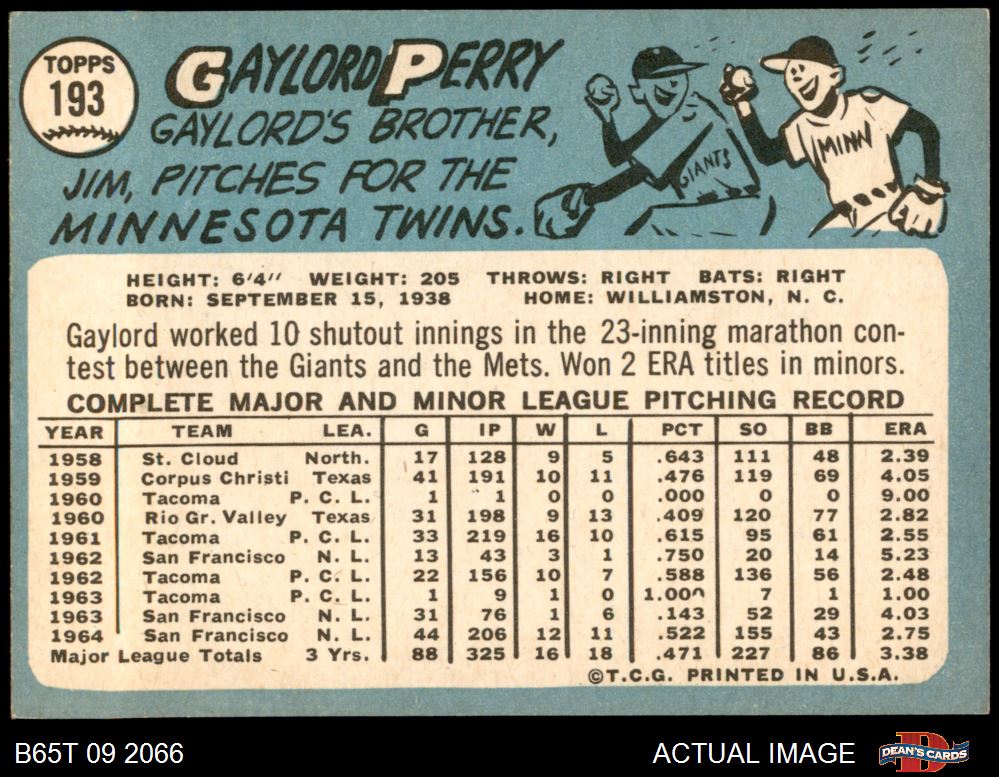 TOPPS
193
GAYLORD PERRY
GAYLORD'S BROTHER,
JIM, PITCHES FOR THE
MINNESOTA TWINS.
GIANTS
MINN
HEIGHT: 6'4" WEIGHT: 205 THROWS: RIGHT BATS: RIGHT
BORN: SEPTEMBER 15, 1938 HOME: WILLIAMSTON, N. C.
Gaylord worked 10 shutout innings in the 23-inning marathon con-
test between the Giants and the Mets. Won 2 ERA titles in minors.
COMPLETE MAJOR AND MINOR LEAGUE PITCHING RECORD
YEAR TEAM LEA. G IP W L PCT SO BB ERA
1958 St. Cloud North. 17 128 9 5 .643 111 48 2.39
1959 Corpus Christi Texas 41 191 10 11 .476 119 69 4.05
1960 Tacoma P. C. L. 1 1 0 0 .000 0 0 9.00
1960 Rio Gr. Valley Texas 31 198 9 13 .409 120 77 2.82
1961 Tacoma P. C. L. 33 219 16 10 .615 95 61 2.55
1962 San Francisco N. L. 13 43 3 1 .750 20 14 5.23
1962 Tacoma P. C. L. 22 156 10 7 .588 136 56 2.48
1963 Tacoma P. C. L. 1 9 1 0 1.000 7 1 1.00
1963 San Francisco N. L. 31 76 1 6 .143 52 29 4.03
1964 San Francisco N. L. 44 206 12 11 .522 155 43 2.75
Major League Totals 3 Yrs. 88 325 16 18 .471 227 86 3.38
©T.C.G. PRINTED IN U.S.A.
B65T 09 2066
ACTUAL IMAGE
DEAN'S CARDS